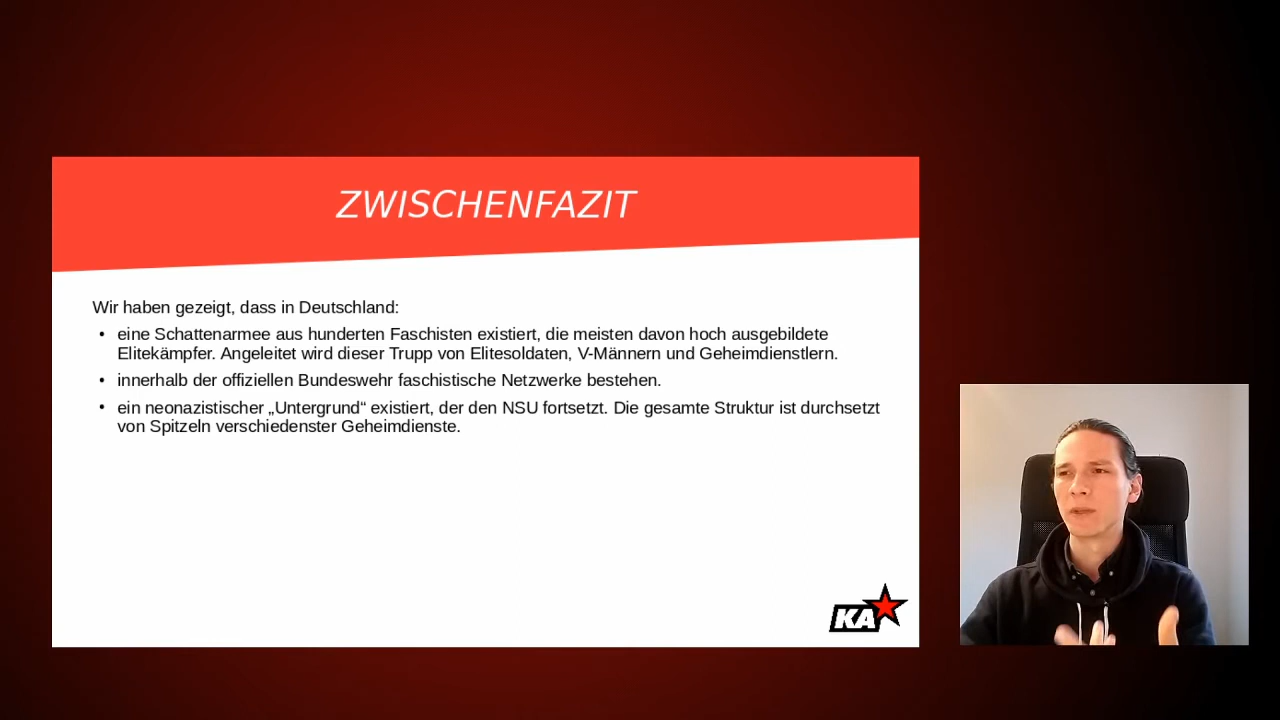 ZWISCHENFAZIT
Wir haben gezeigt, dass in Deutschland:
• eine Schattenarmee aus hunderten Faschisten existiert, die meisten davon hoch ausgebildete
Elitekämpfer. Angeleitet wird dieser Trupp von Elitesoldaten, V-Männern und Geheimdienstlern.
• innerhalb der offiziellen Bundeswehr faschistische Netzwerke bestehen.
• ein neonazistischer „Untergrund“ existiert, der den NSU fortsetzt. Die gesamte Struktur ist durchsetzt
von Spitzeln verschiedenster Geheimdienste.
KA